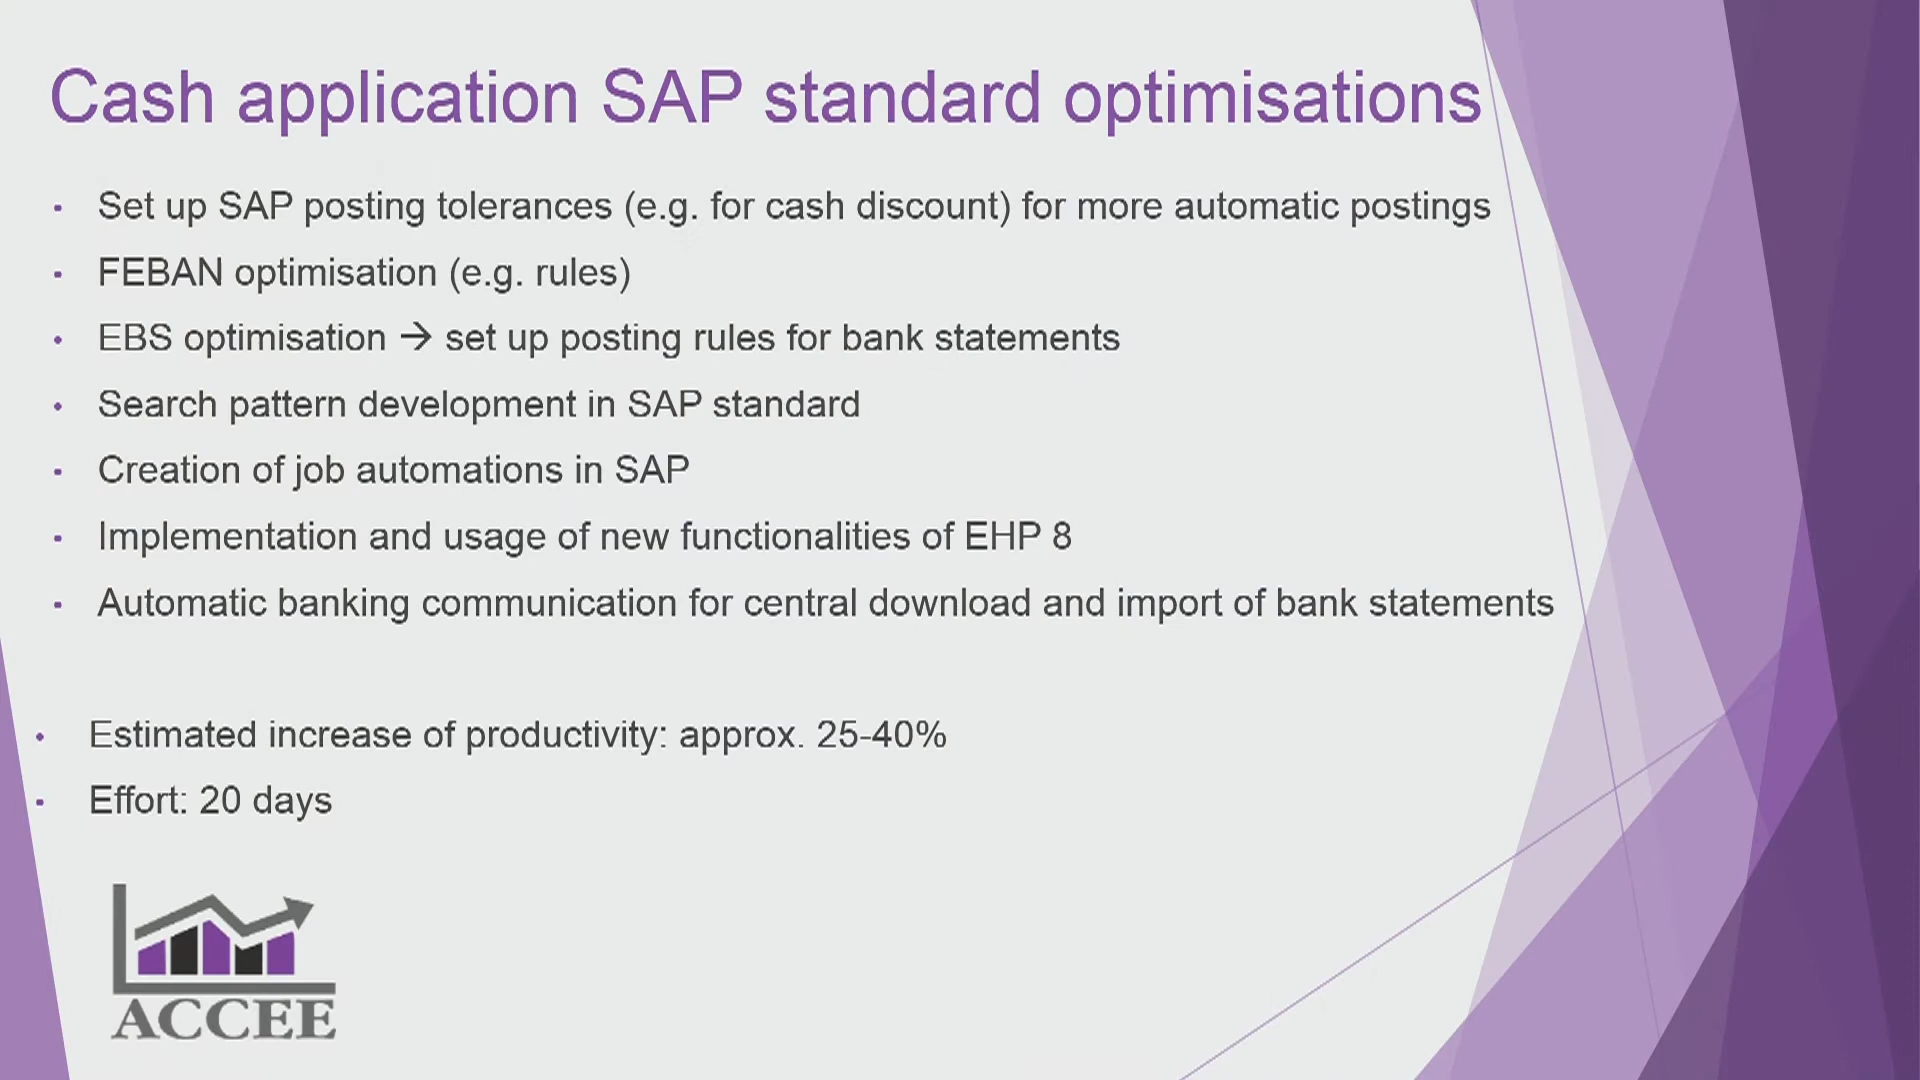 Cash application SAP standard optimisations
• Set up SAP posting tolerances (e.g. for cash discount) for more automatic postings
• FEBAN optimisation (e.g. rules)
• EBS optimisation → set up posting rules for bank statements
• Search pattern development in SAP standard
• Creation of job automations in SAP
• Implementation and usage of new functionalities of EHP 8
• Automatic banking communication for central download and import of bank statements
• Estimated increase of productivity: approx. 25-40%
• Effort: 20 days
ACCEE